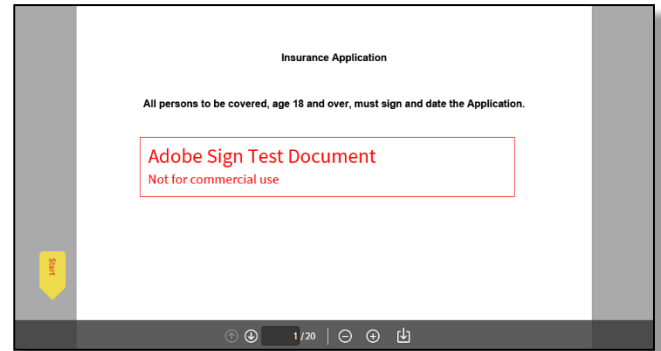 Insurance Application
All persons to be covered, age 18 and over, must sign and date the Application.
Adobe Sign Test Document
Not for commercial use
Start
1 /20